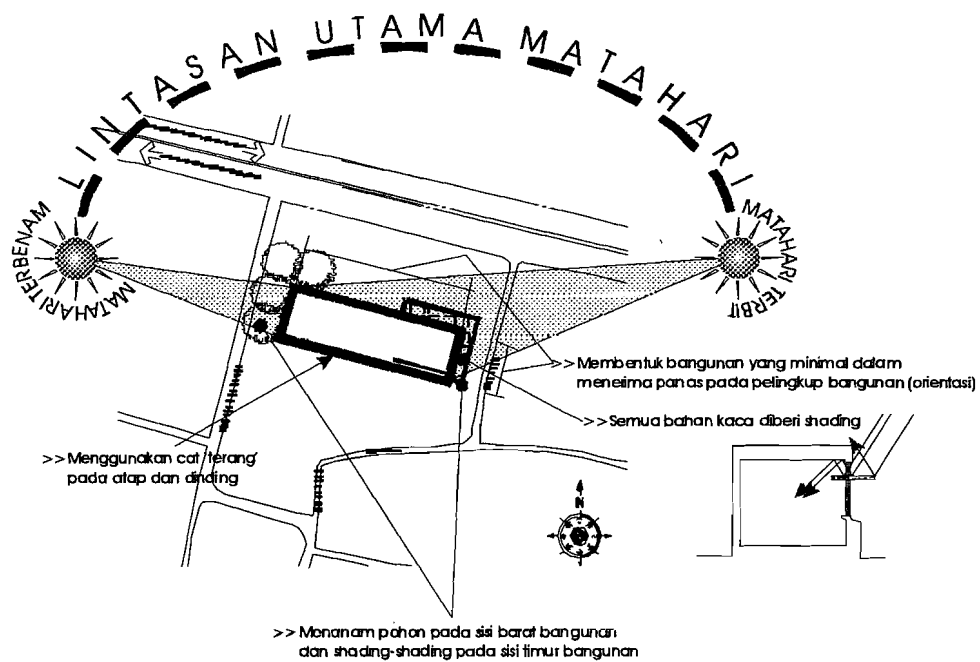 LINTASAN UTAMA MATAHARI
MATAHARI TERBENAM
MATAHARI TERBIT
>> Membentuk bangunan yang minimal dalam
menerima panas pada pelingkup bangunan (orientasi)
>> Semua bahan kaca diberi shading
>> Menggunakan cat 'terang'
pada atap dan dinding
N
>> Menanam pohon pada sisi barat bangunan
dan shading-shading pada sisi timur bangunan